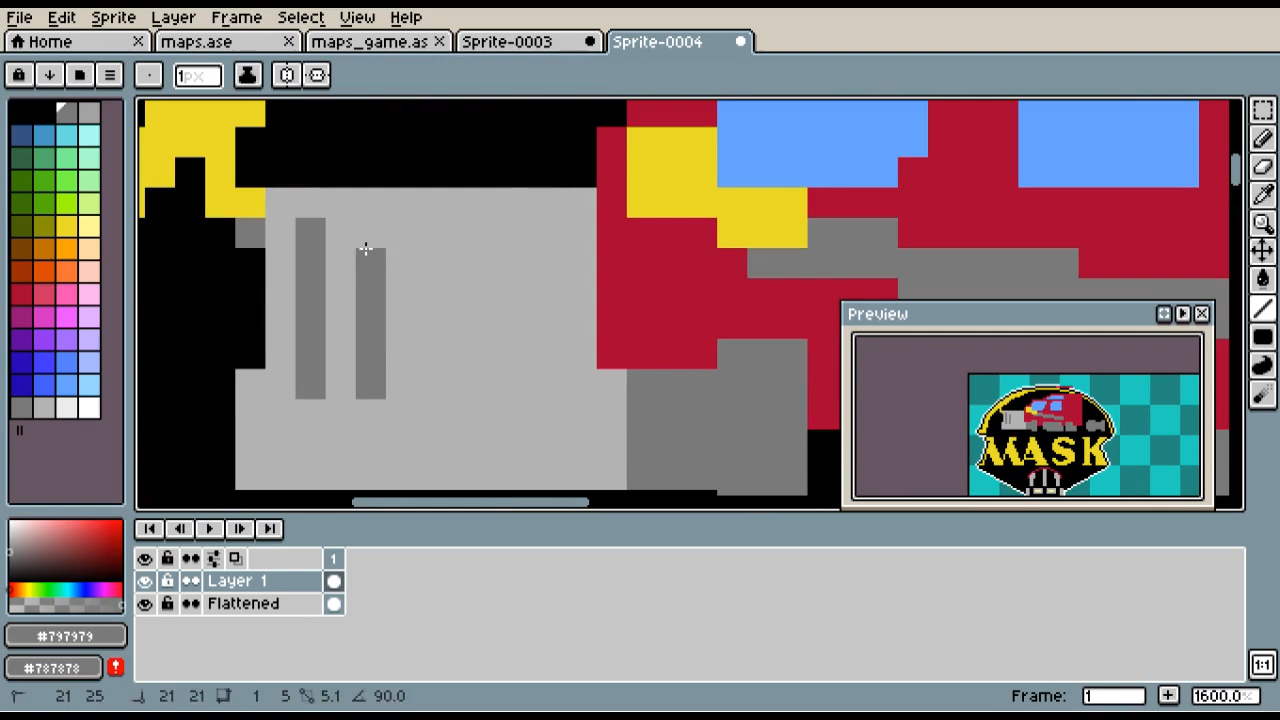 File Edit Sprite Layer Frame Select View Help
Home maps.ase maps_game.as Sprite-0003 Sprite-0004
1px
Preview
MASK
1
Layer 1
Flattened
#797979
#787878
21 25 21 21 1 5 5.1 90.0 Frame: 1 1600.0%
1:1